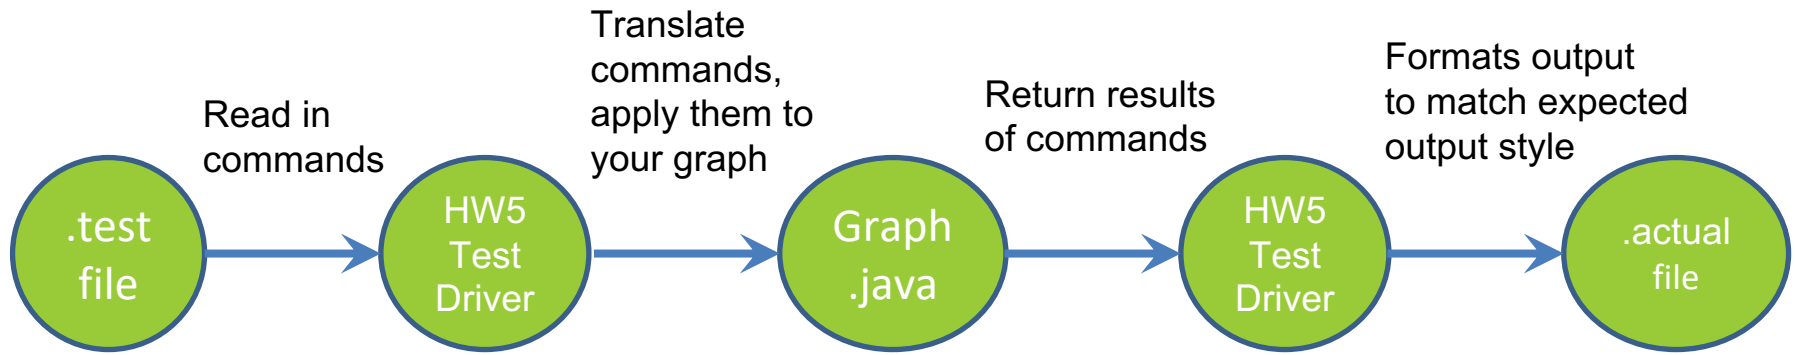 .test
file
Read in
commands
HW5
Test
Driver
Translate
commands,
apply them to
your graph
Graph
.java
Return results
of commands
HW5
Test
Driver
Formats output
to match expected
output style
.actual
file